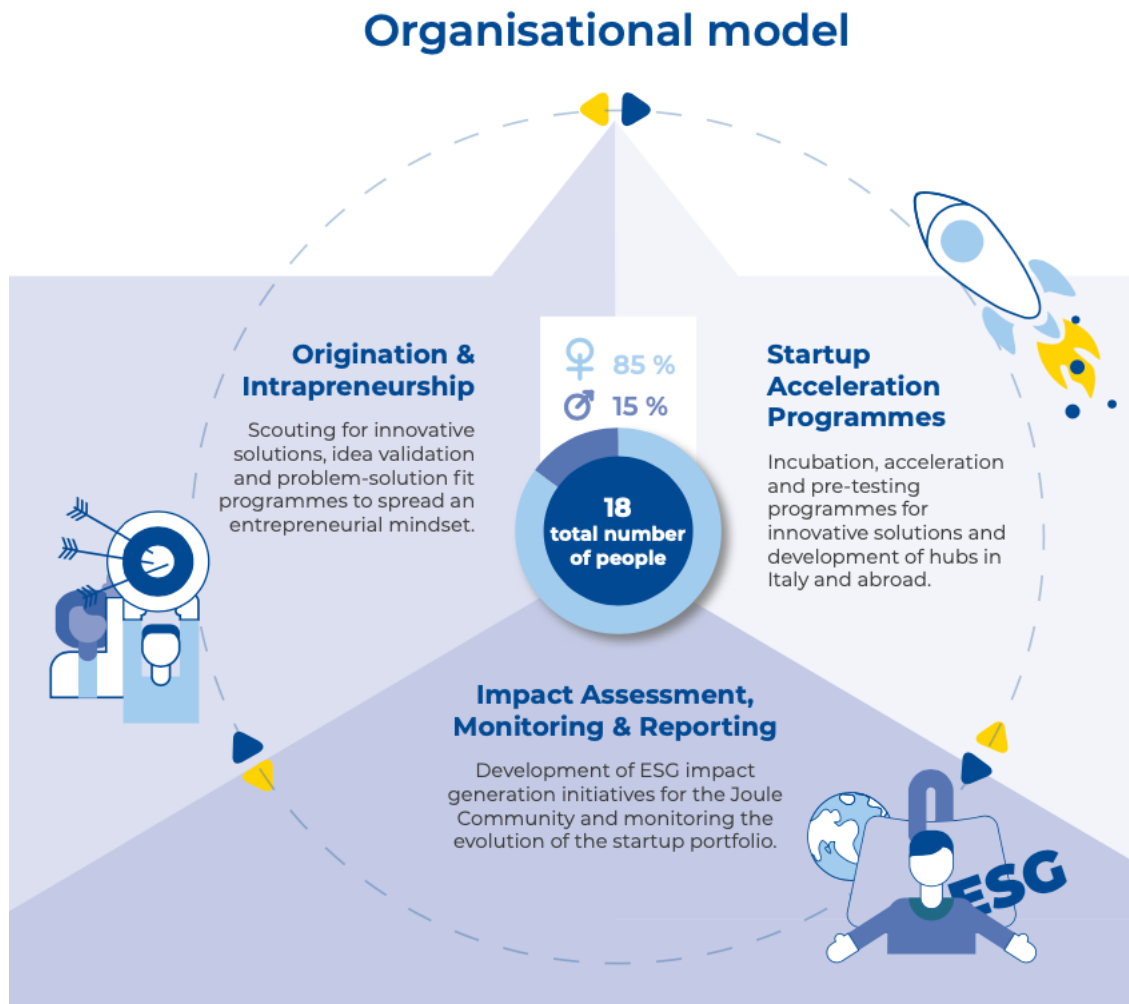 Organisational model
Origination &
Intrapreneurship
Scouting for innovative
solutions, idea validation
and problem-solution fit
programmes to spread an
entrepreneurial mindset.
85 %
15 %
18
total number
of people
Startup
Acceleration
Programmes
Incubation, acceleration
and pre-testing
programmes for
innovative solutions and
development of hubs in
Italy and abroad.
Impact Assessment,
Monitoring & Reporting
Development of ESG impact
generation initiatives for the Joule
Community and monitoring the
evolution of the startup portfolio.
ESG